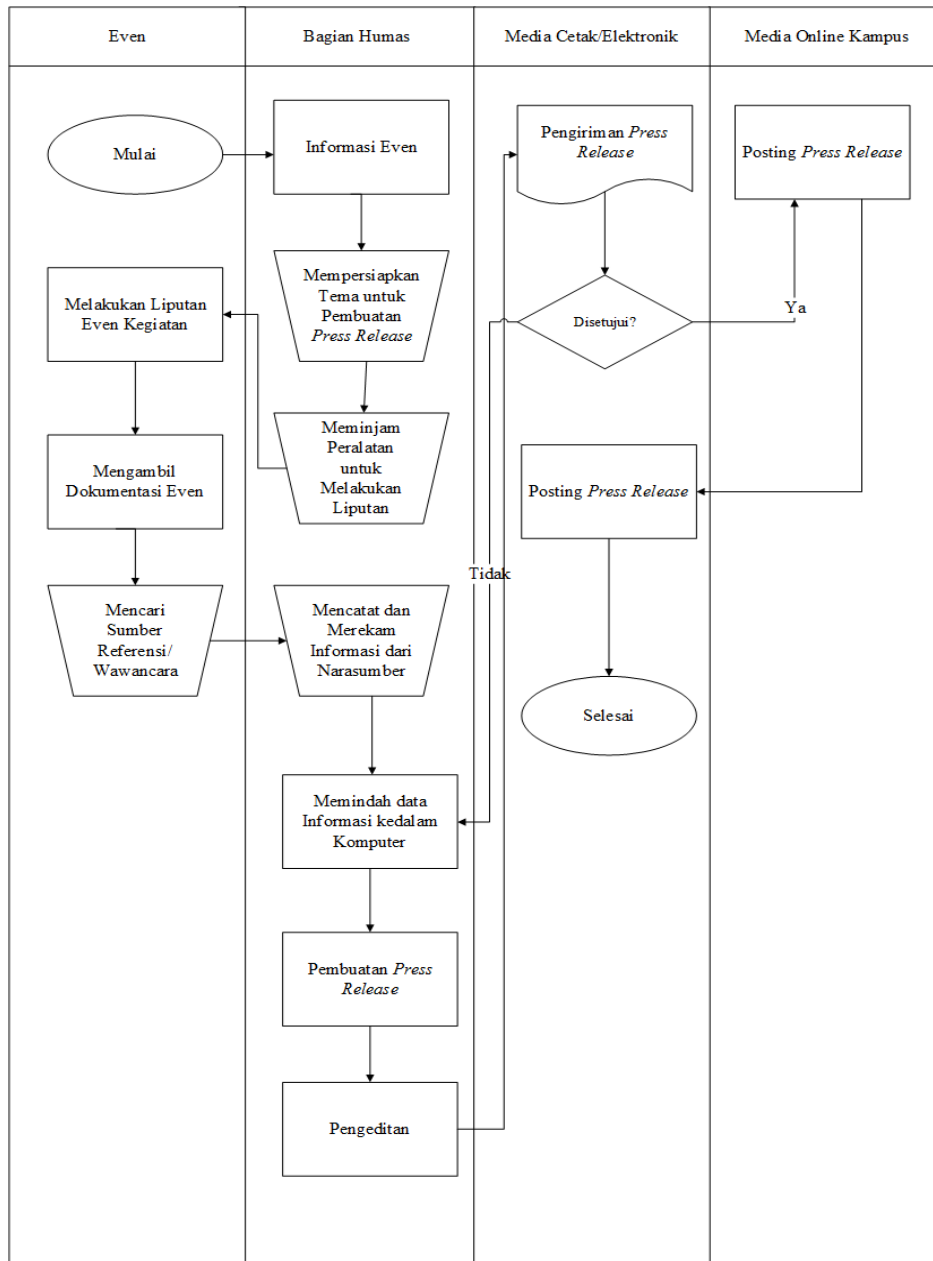 Even
Bagian Humas
Media Cetak/Elektronik
Media Online Kampus
Mulai
Informasi Even
Pengiriman Press
Release
Posting Press Release
Mempersiapkan
Tema untuk
Pembuatan
Press Release
Melakukan Liputan
Even Kegiatan
Disetujui?
Ya
Meminjam
Peralatan
untuk
Melakukan
Liputan
Mengambil
Dokumentasi Even
Posting Press Release
Tidak
Mencari
Sumber
Referensi/
Wawancara
Mencatat dan
Merekam
Informasi dari
Narasumber
Selesai
Memindah data
Informasi kedalam
Komputer
Pembuatan Press
Release
Pengeditan